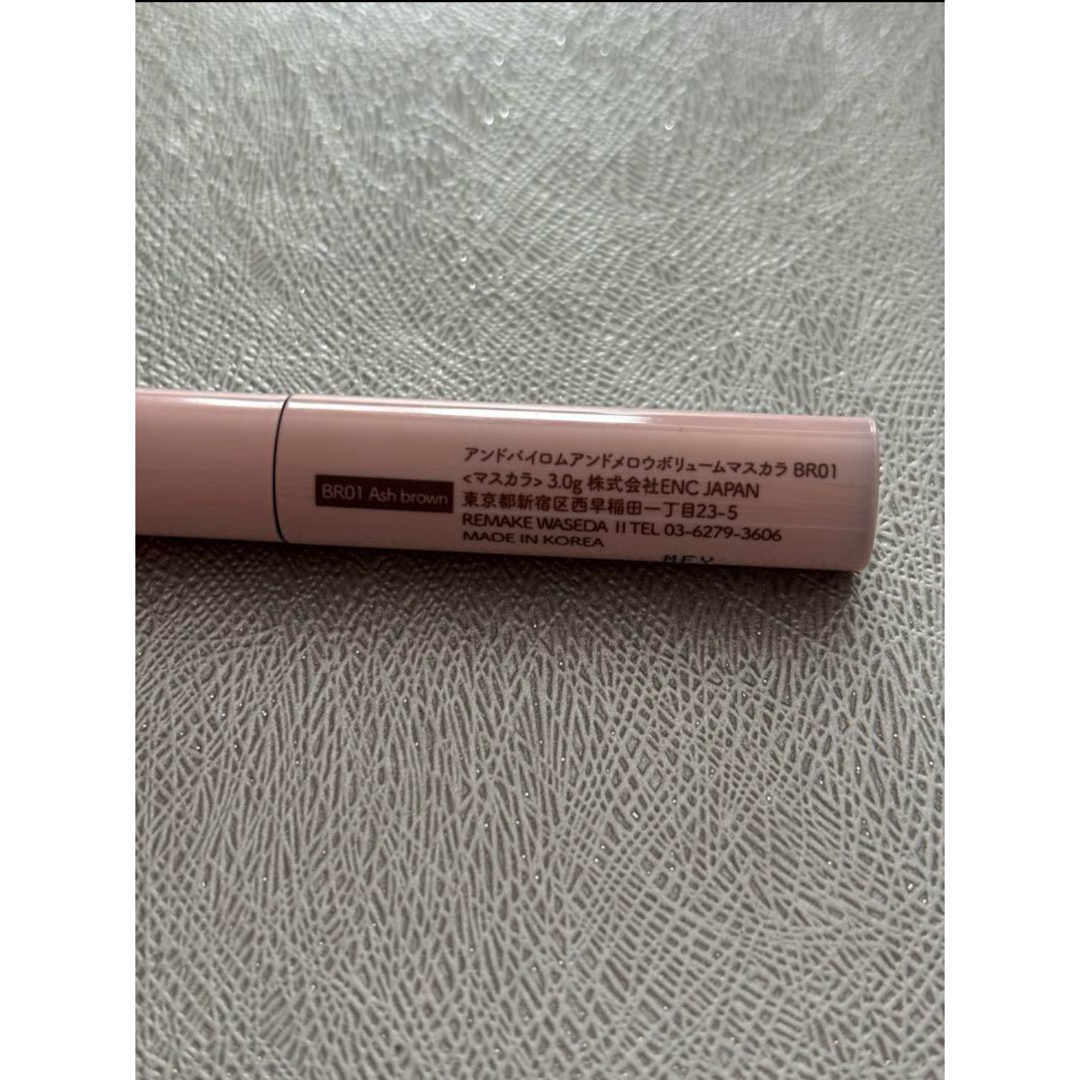 BR01 Ash brown
アンドバイロムアンドメロウボリュームマスカラ BR01
<マスカラ> 3.0g 株式会社ENC JAPAN
東京都新宿区西早稲田一丁目23-5
REMAKE WASEDA II TEL 03-6279-3606
MADE IN KOREA